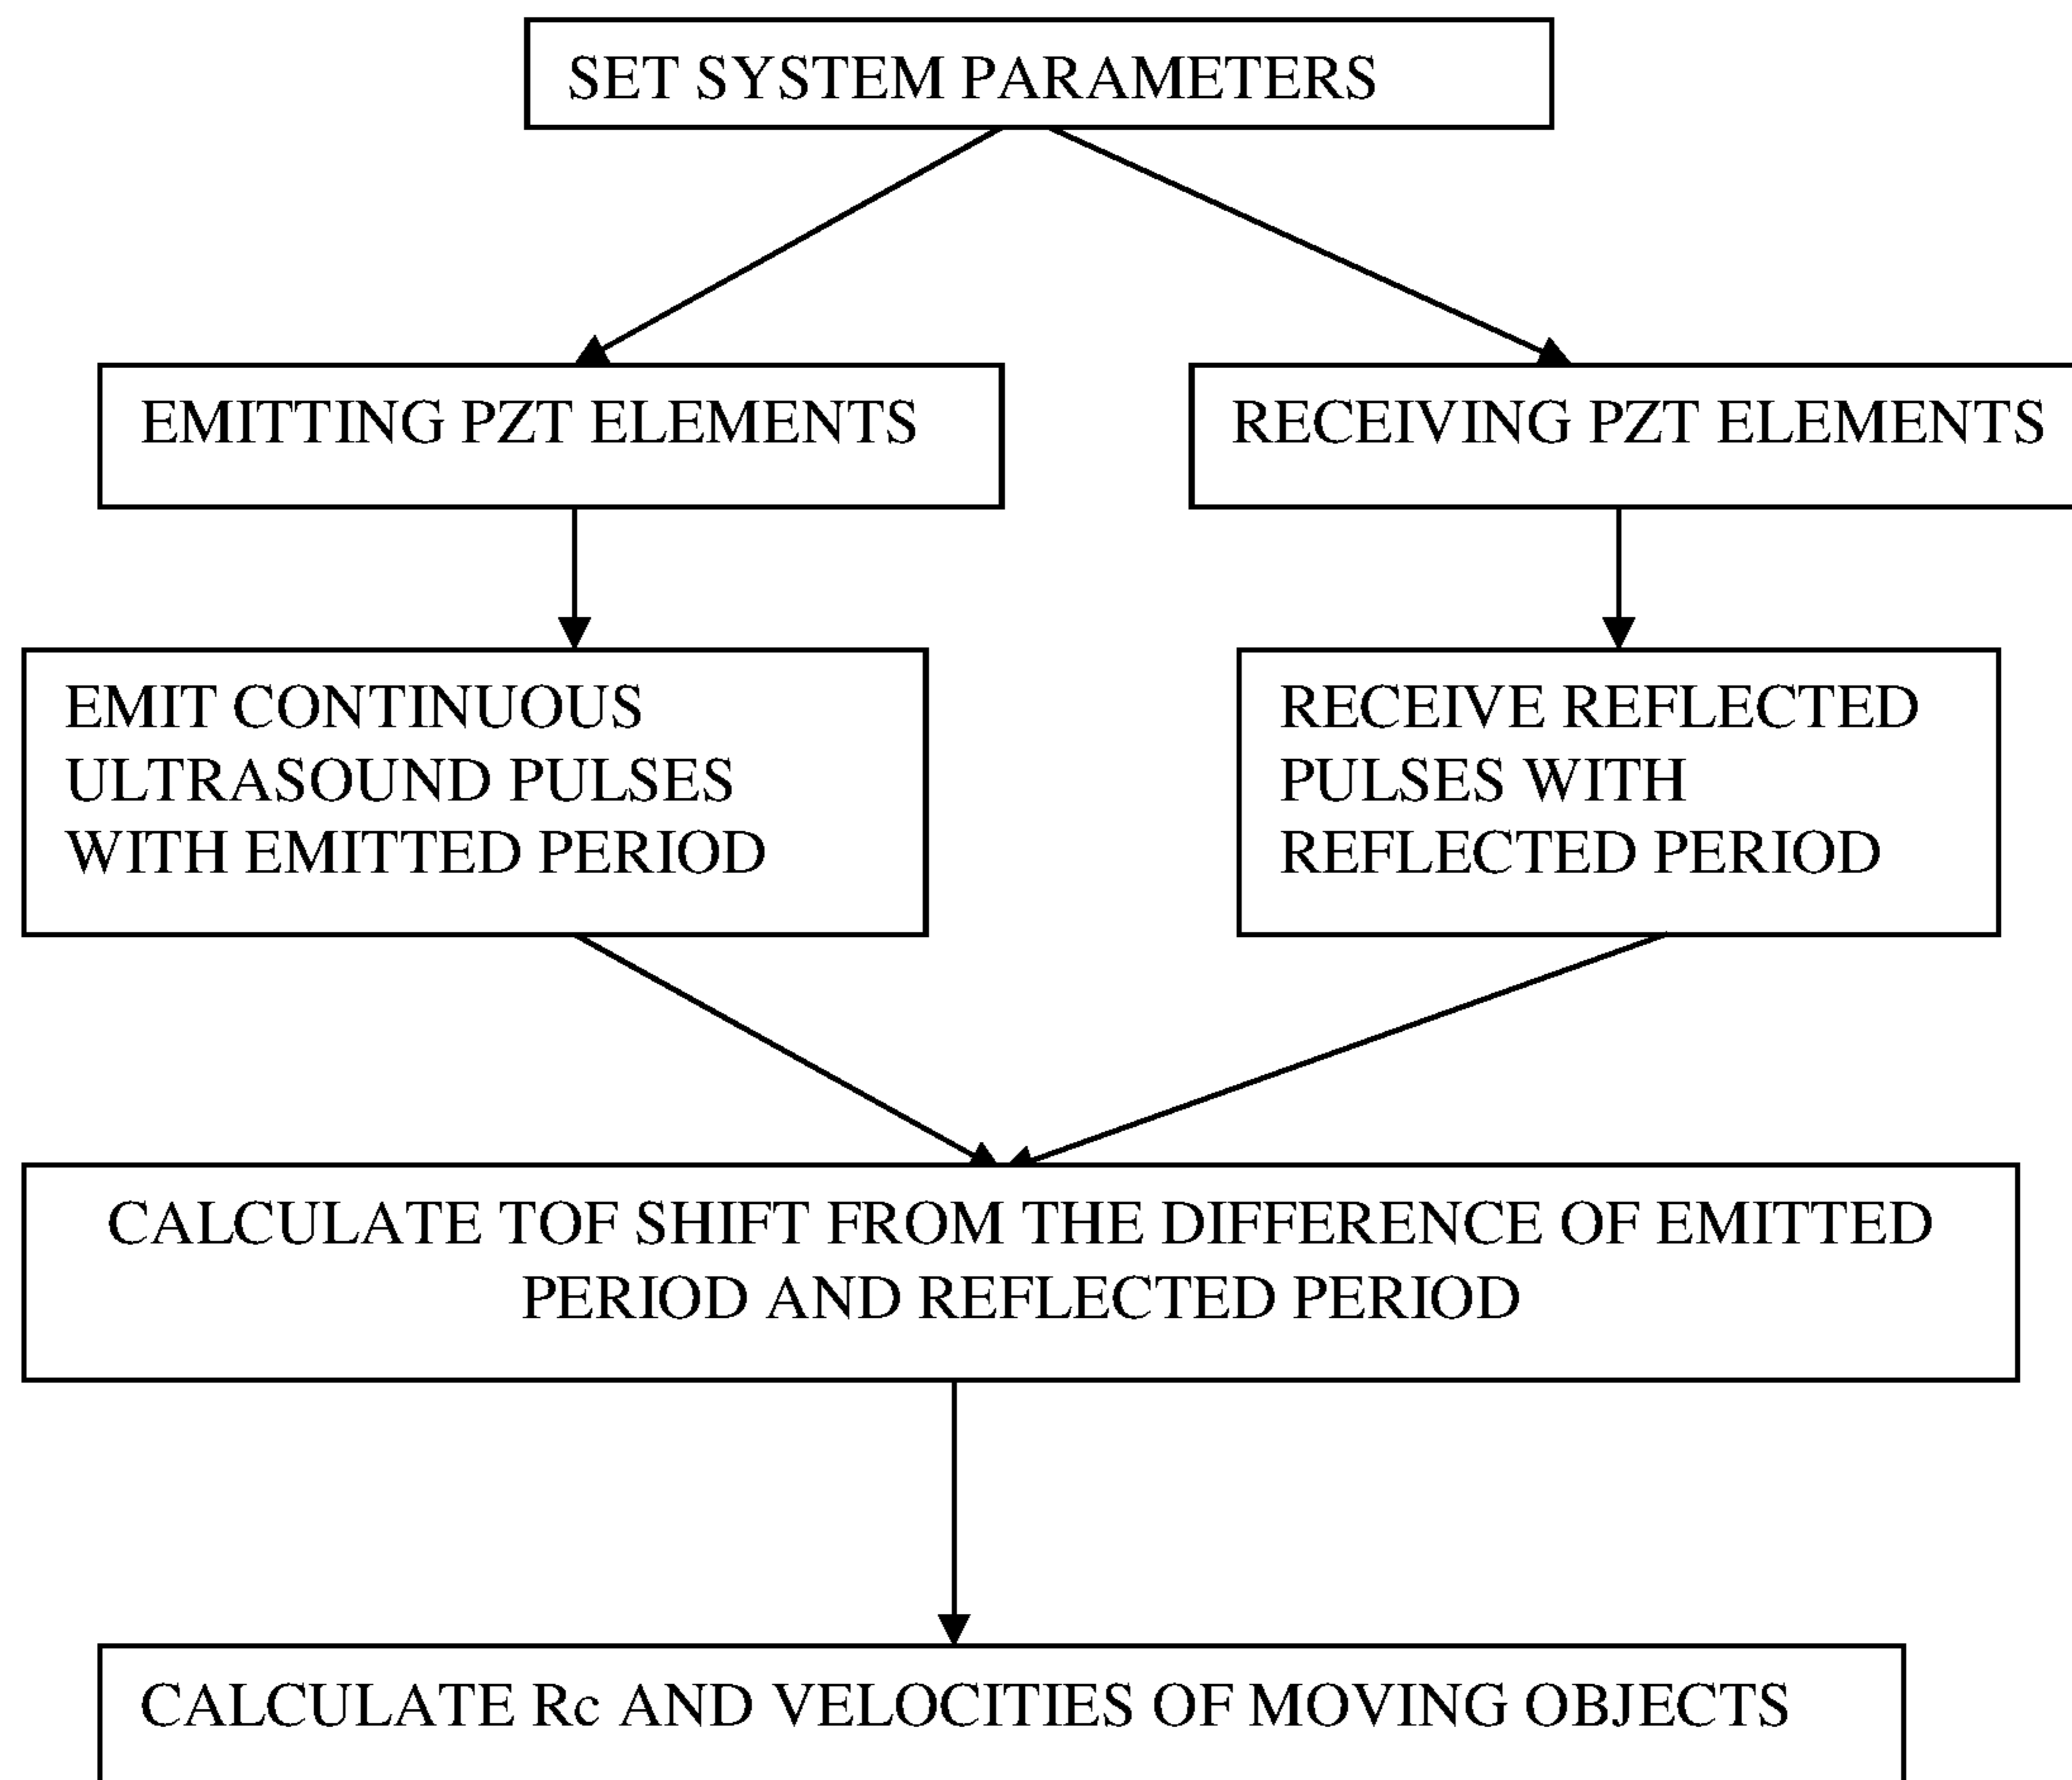 SET SYSTEM PARAMETERS
EMITTING PZT ELEMENTS
RECEIVING PZT ELEMENTS
EMIT CONTINUOUS
ULTRASOUND PULSES
WITH EMITTED PERIOD
RECEIVE REFLECTED
PULSES WITH
REFLECTED PERIOD
CALCULATE TOF SHIFT FROM THE DIFFERENCE OF EMITTED
PERIOD AND REFLECTED PERIOD
CALCULATE Rc AND VELOCITIES OF MOVING OBJECTS